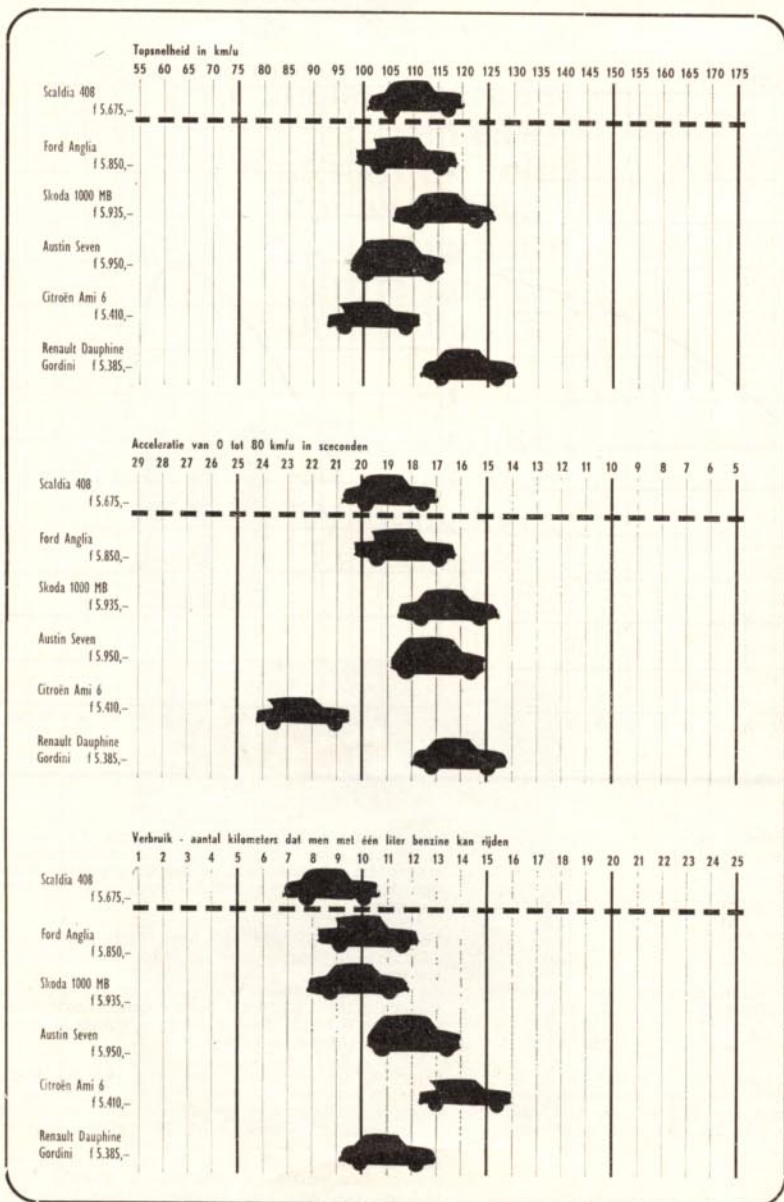 Topsnelheid in km/u
55 60 65 70 75 80 85 90 95 100 105 110 115 120 125 130 135 140 145 150 155 160 165 170 175
Scaldia 408
f 5.675,–
Ford Anglia
f 5.850,–
Skoda 1000 MB
f 5.935,–
Austin Seven
f 5.950,–
Citroën Ami 6
f 5.410,–
Renault Dauphine
Gordini f 5.385,–
Acceleratie van 0 tot 80 km/u in sceconden
29 28 27 26 25 24 23 22 21 20 19 18 17 16 15 14 13 12 11 10 9 8 7 6 5
Scaldia 408
f 5.675,–
Ford Anglia
f 5.850,–
Skoda 1000 MB
f 5.935,–
Austin Seven
f 5.950,–
Citroën Ami 6
f 5.410,–
Renault Dauphine
Gordini f 5.385,–
Verbruik - aantal kilometers dat men met één liter benzine kan rijden
1 2 3 4 5 6 7 8 9 10 11 12 13 14 15 16 17 18 19 20 21 22 23 24 25
Scaldia 408
f 5.675,–
Ford Anglia
f 5.850,–
Skoda 1000 MB
f 5.935,–
Austin Seven
f 5.950,–
Citroën Ami 6
f 5.410,–
Renault Dauphine
Gordini f 5.385,–